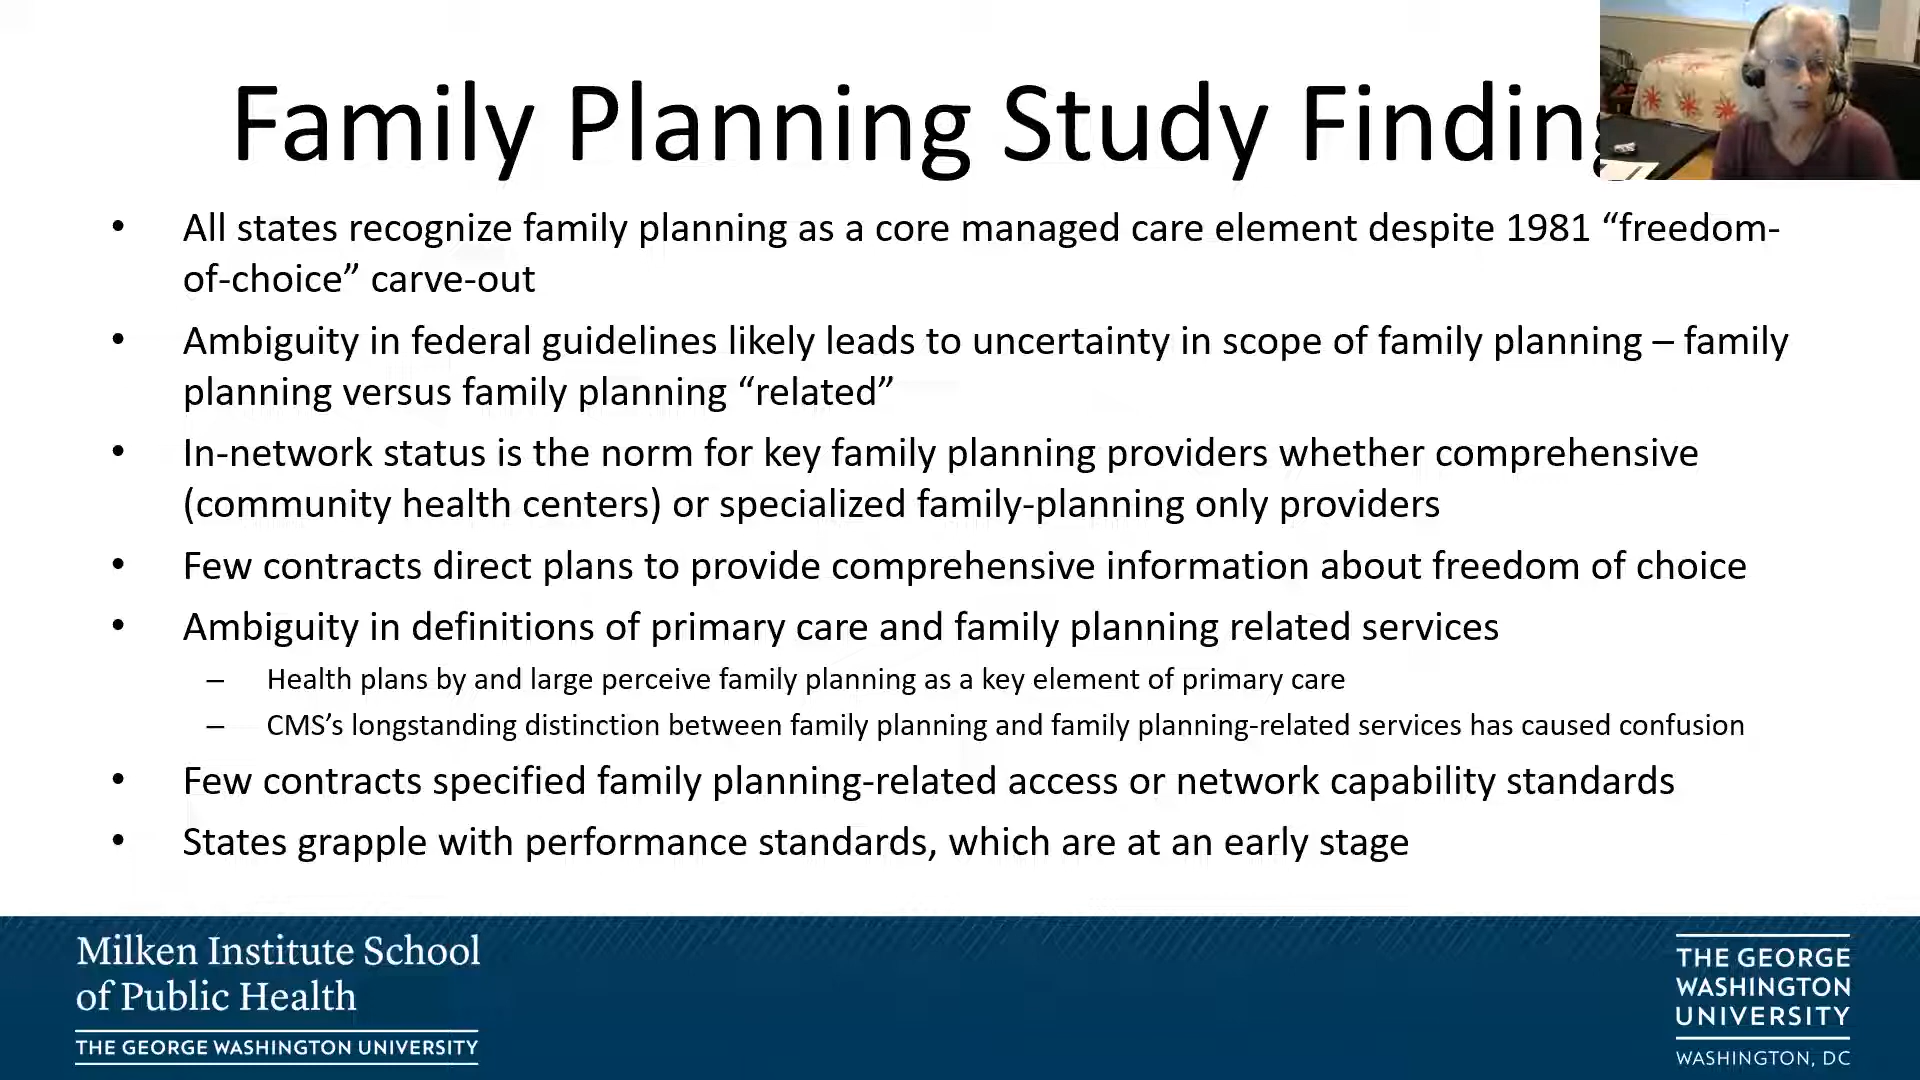 Family Planning Study Finding
• All states recognize family planning as a core managed care element despite 1981 “freedom-
of-choice” carve-out
• Ambiguity in federal guidelines likely leads to uncertainty in scope of family planning – family
planning versus family planning “related”
• In-network status is the norm for key family planning providers whether comprehensive
(community health centers) or specialized family-planning only providers
• Few contracts direct plans to provide comprehensive information about freedom of choice
• Ambiguity in definitions of primary care and family planning related services
– Health plans by and large perceive family planning as a key element of primary care
– CMS’s longstanding distinction between family planning and family planning-related services has caused confusion
• Few contracts specified family planning-related access or network capability standards
• States grapple with performance standards, which are at an early stage
Milken Institute School
of Public Health
THE GEORGE WASHINGTON UNIVERSITY
THE GEORGE
WASHINGTON
UNIVERSITY
WASHINGTON, DC